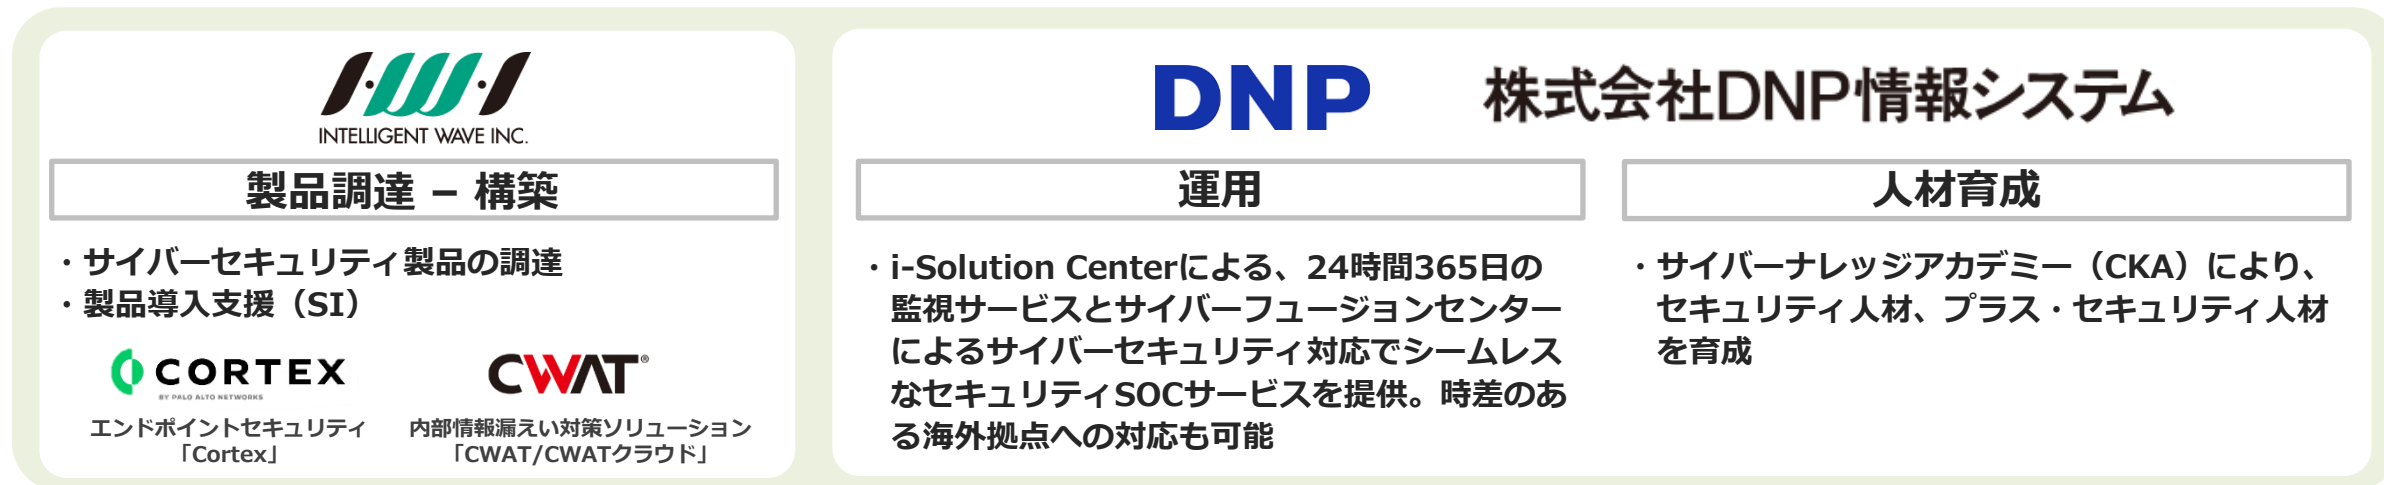 I·W·I
INTELLIGENT WAVE INC.
製品調達 – 構築
・サイバーセキュリティ製品の調達
・製品導入支援（SI）
CORTEX
BY PALO ALTO NETWORKS
エンドポイントセキュリティ
「Cortex」
CWAT®
内部情報漏えい対策ソリューション
「CWAT/CWATクラウド」
DNP 株式会社DNP情報システム
運用
・i-Solution Centerによる、24時間365日の
監視サービスとサイバーフュージョンセンター
によるサイバーセキュリティ対応でシームレス
なセキュリティSOCサービスを提供。時差のあ
る海外拠点への対応も可能
人材育成
・サイバーナレッジアカデミー（CKA）により、
セキュリティ人材、プラス・セキュリティ人材
を育成